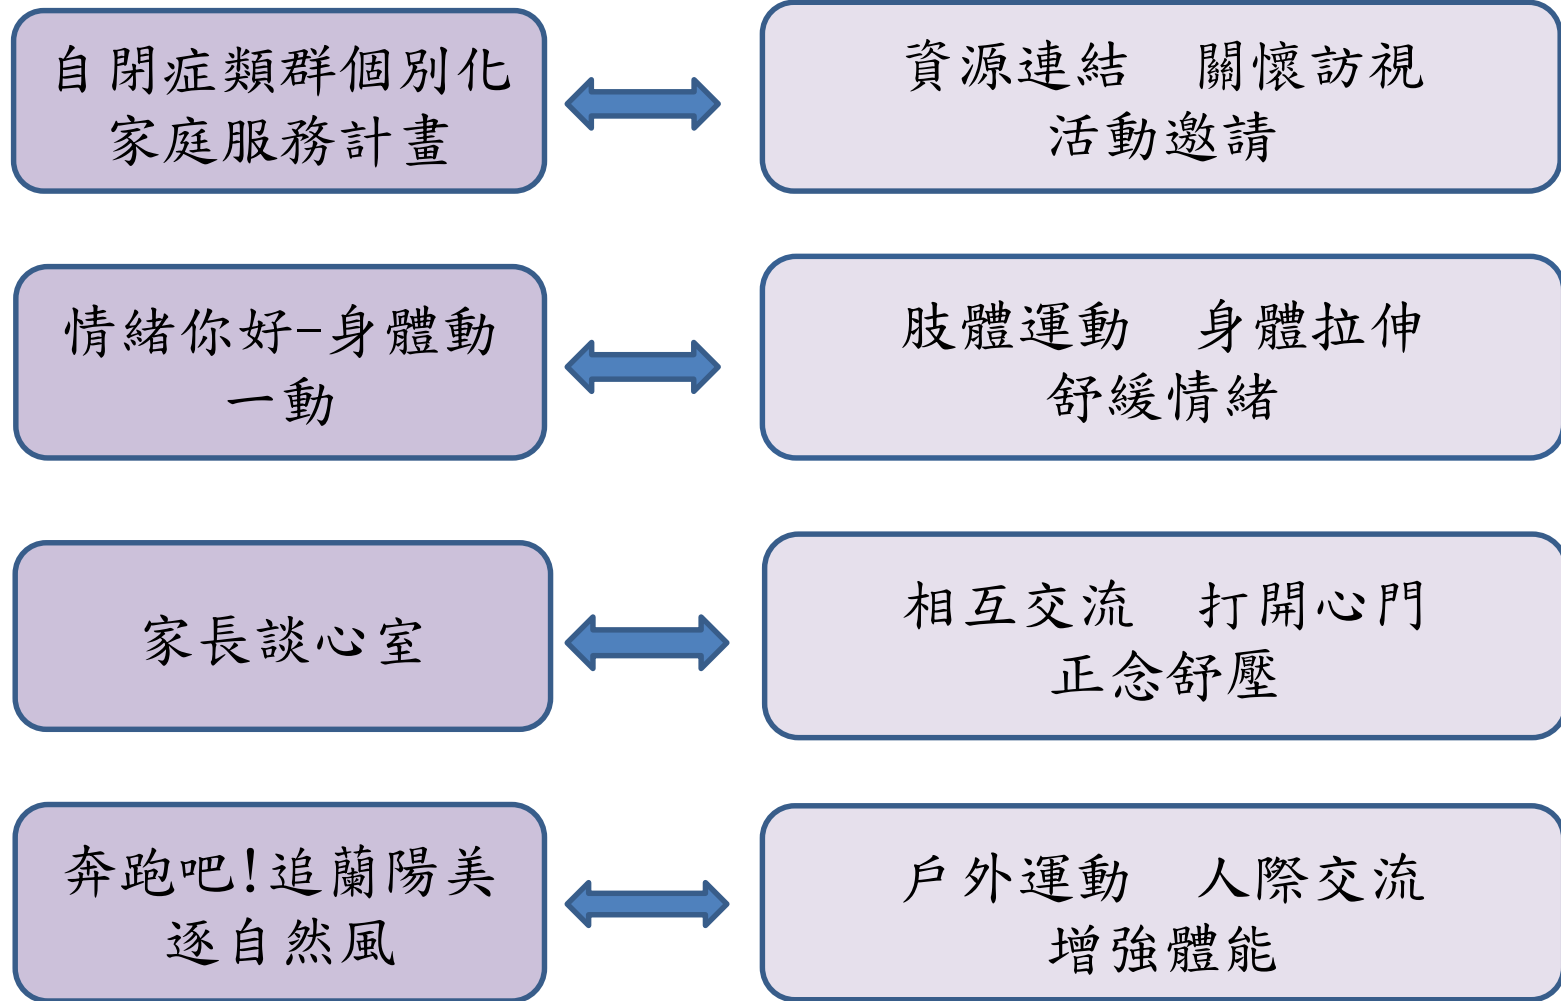 自閉症類群個別化
家庭服務計畫
資源連結　關懷訪視
活動邀請
情緒你好-身體動
一動
肢體運動　身體拉伸
舒緩情緒
家長談心室
相互交流　打開心門
正念舒壓
奔跑吧!追蘭陽美
逐自然風
戶外運動　人際交流
增強體能